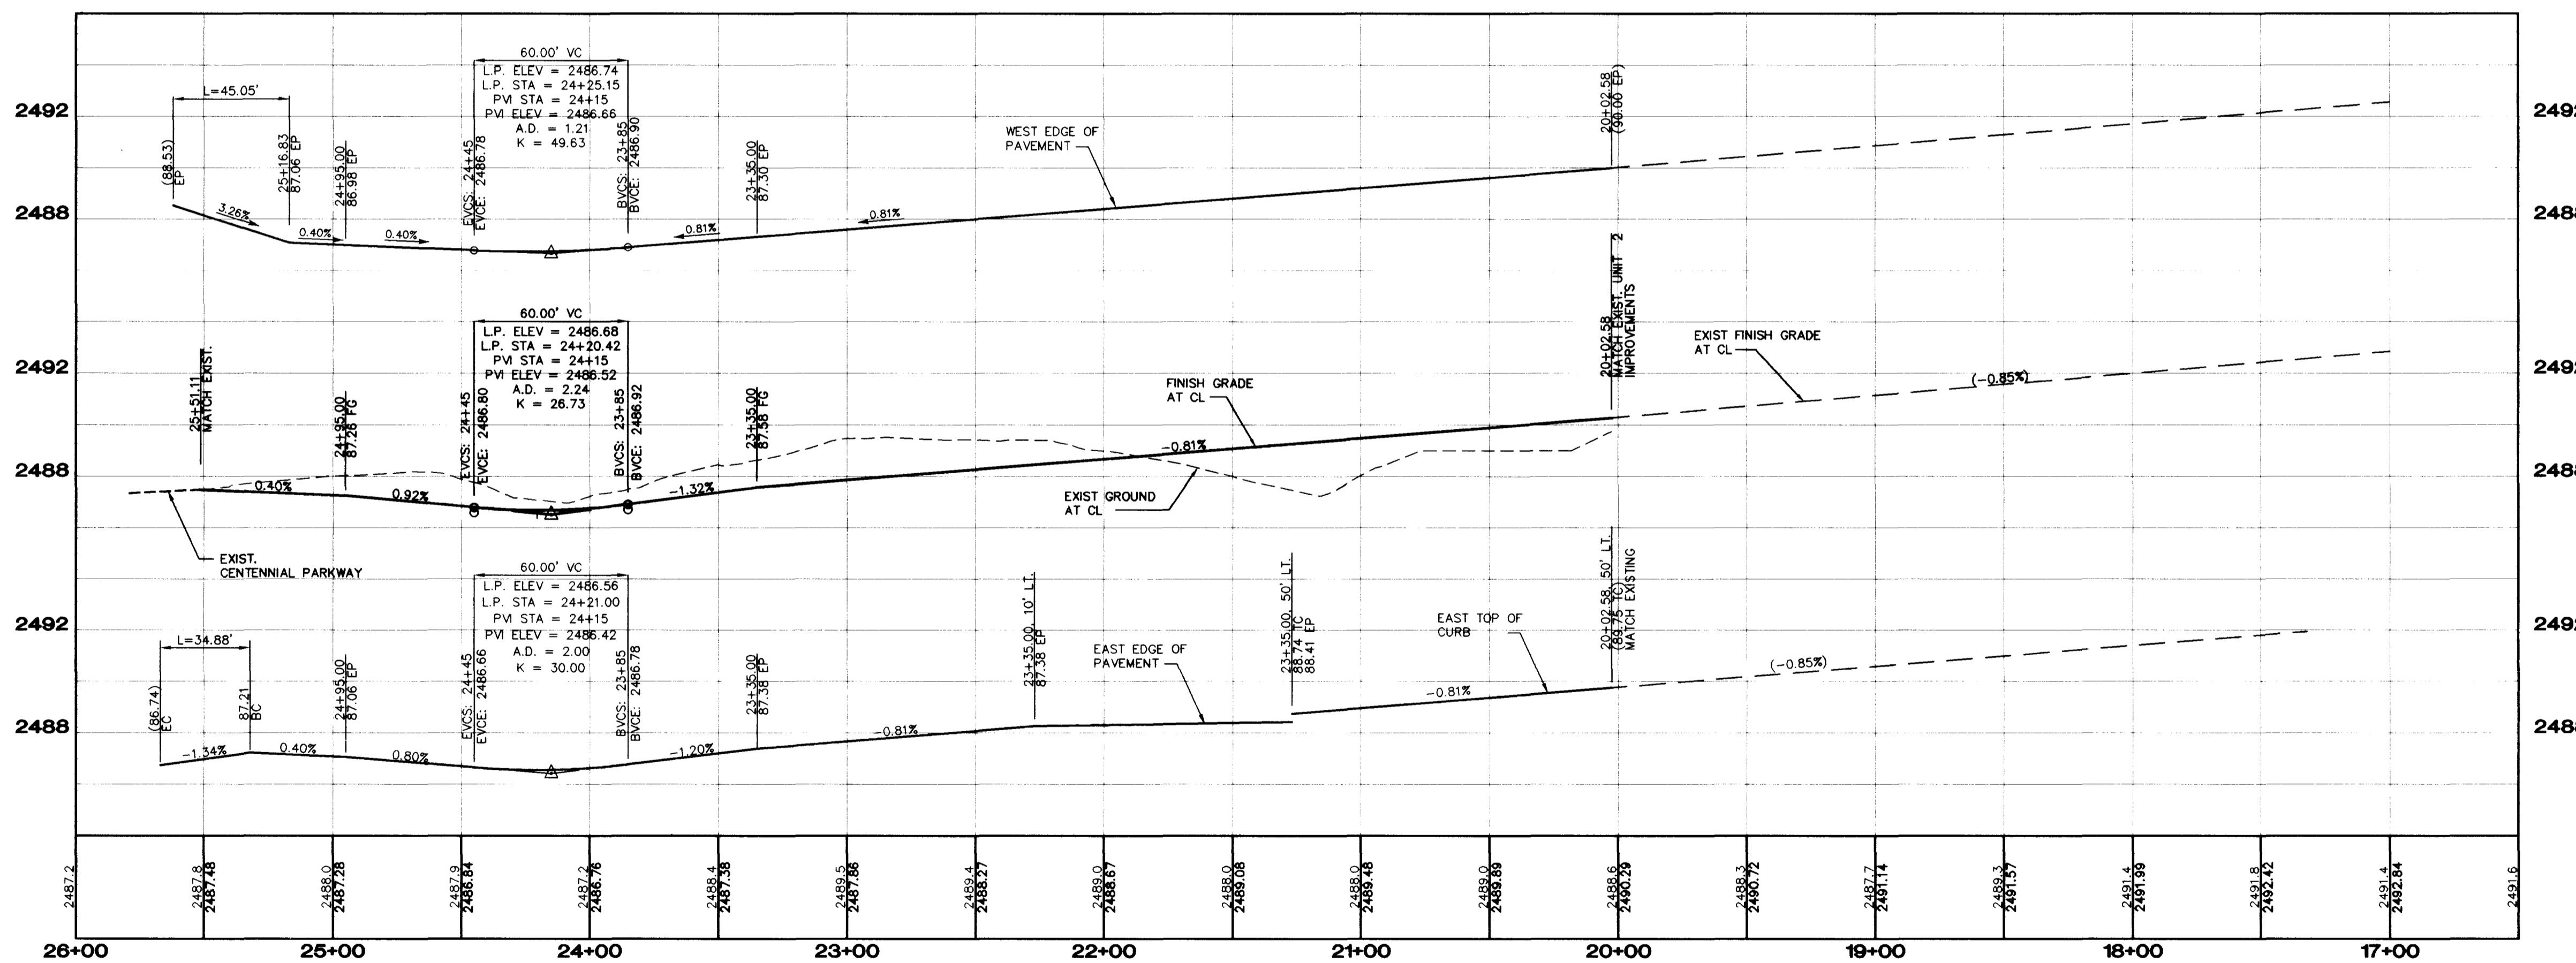 60.00' VC
L.P. ELEV = 2486.74
L.P. STA = 24+25.15
PVI STA = 24+15
PVI ELEV = 2486.66
A.D. = 1.21
K = 49.63
L=45.05'
(88.53)
EP
25+16.83
87.06 EP
24+95.00
86.98 EP
EVCS: 24+45
EVCE: 2486.78
BVCS: 23+85
BVCE: 2486.90
23+35.00
87.30 EP
WEST EDGE OF
PAVEMENT
20+02.58
(90.00 EP)
2492
2492
2488
2488
3.26%
0.40%
0.40%
0.81%
0.81%
60.00' VC
L.P. ELEV = 2486.68
L.P. STA = 24+20.42
PVI STA = 24+15
PVI ELEV = 2486.52
A.D. = 2.24
K = 26.73
25+51.11
MATCH EXIST.
24+95.00
87.26 FG
EVCS: 24+45
EVCE: 2486.80
BVCS: 23+85
BVCE: 2486.92
23+35.00
87.58 FG
FINISH GRADE
AT CL
20+02.58
MATCH EXIST. UNIT 2
IMPROVEMENTS
EXIST FINISH GRADE
AT CL
(-0.85%)
2492
2492
2488
2488
0.40%
0.92%
-1.32%
-0.81%
EXIST GROUND
AT CL
EXIST.
CENTENNIAL PARKWAY
60.00' VC
L.P. ELEV = 2486.56
L.P. STA = 24+21.00
PVI STA = 24+15
PVI ELEV = 2486.42
A.D. = 2.00
K = 30.00
L=34.88'
(86.74)
EC
87.21
BC
24+95.00
87.06 EP
EVCS: 24+45
EVCE: 2486.66
BVCS: 23+85
BVCE: 2486.78
23+35.00
87.38 EP
23+35.00, 10' LT.
87.38 EP
EAST EDGE OF
PAVEMENT
23+35.00, 50' LT.
88.74 TC
88.41 EP
EAST TOP OF
CURB
20+02.58, 50' LT.
(89.75 TC)
MATCH EXISTING
(-0.85%)
2492
2492
2488
2488
-1.34%
0.40%
0.80%
-1.20%
-0.81%
-0.81%
2487.2
2487.8
2487.48
2488.0
2487.28
2487.9
2486.84
2487.2
2486.76
2488.4
2487.38
2489.5
2487.86
2489.4
2488.27
2489.0
2488.67
2488.0
2489.08
2488.0
2489.48
2489.0
2489.89
2488.6
2490.29
2488.3
2490.72
2487.7
2491.14
2489.3
2491.57
2491.4
2491.99
2491.8
2492.42
2491.4
2492.84
2491.6
26+00
25+00
24+00
23+00
22+00
21+00
20+00
19+00
18+00
17+00